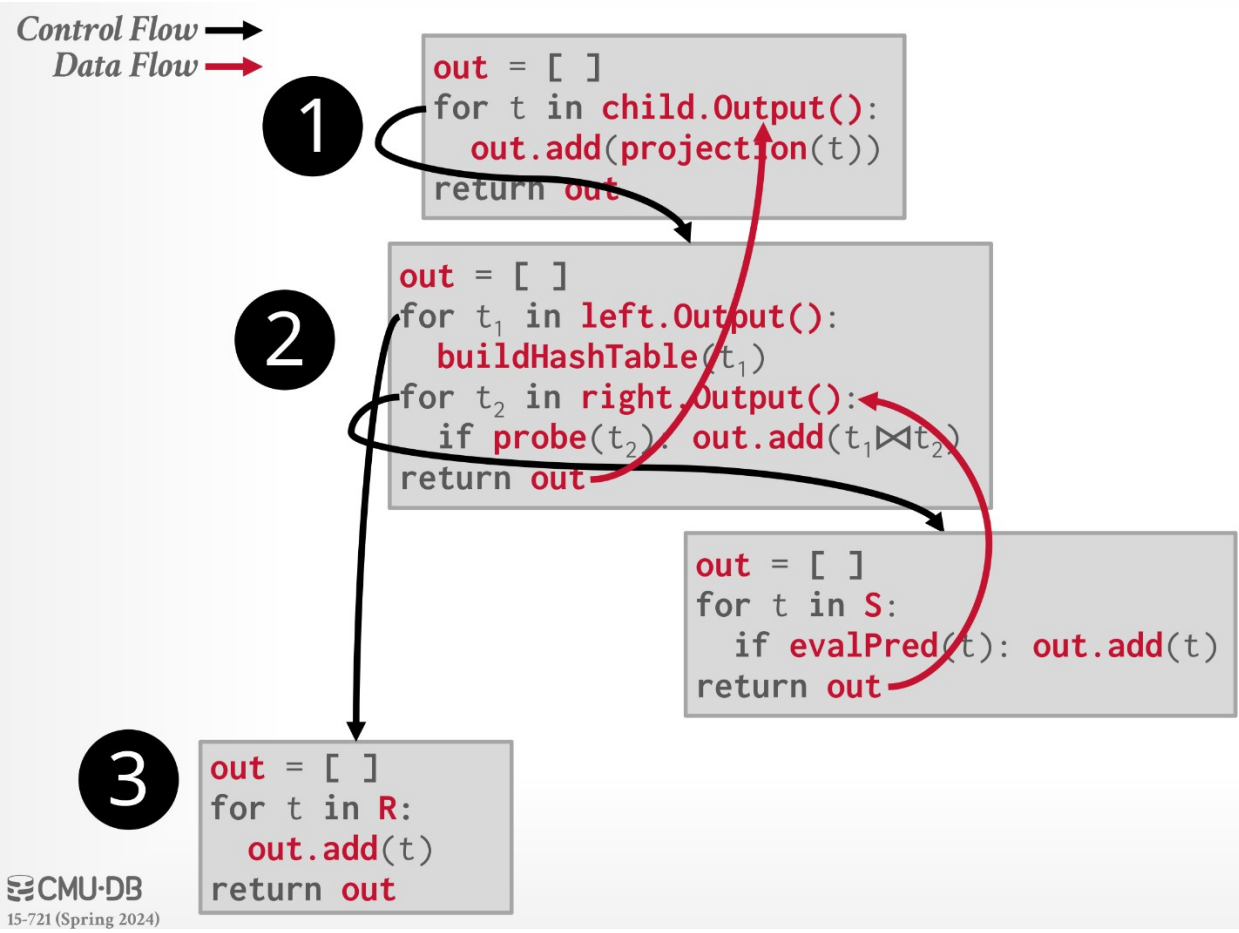 Control Flow
Data Flow
1
out = [ ]
for t in child.Output():
out.add(projection(t))
return out
2
out = [ ]
for t₁ in left.Output():
buildHashTable(t₁)
for t₂ in right.Output():
if probe(t₂): out.add(t₁⨝t₂)
return out
out = [ ]
for t in S:
if evalPred(t): out.add(t)
return out
3
out = [ ]
for t in R:
out.add(t)
return out
CMU·DB
15-721 (Spring 2024)